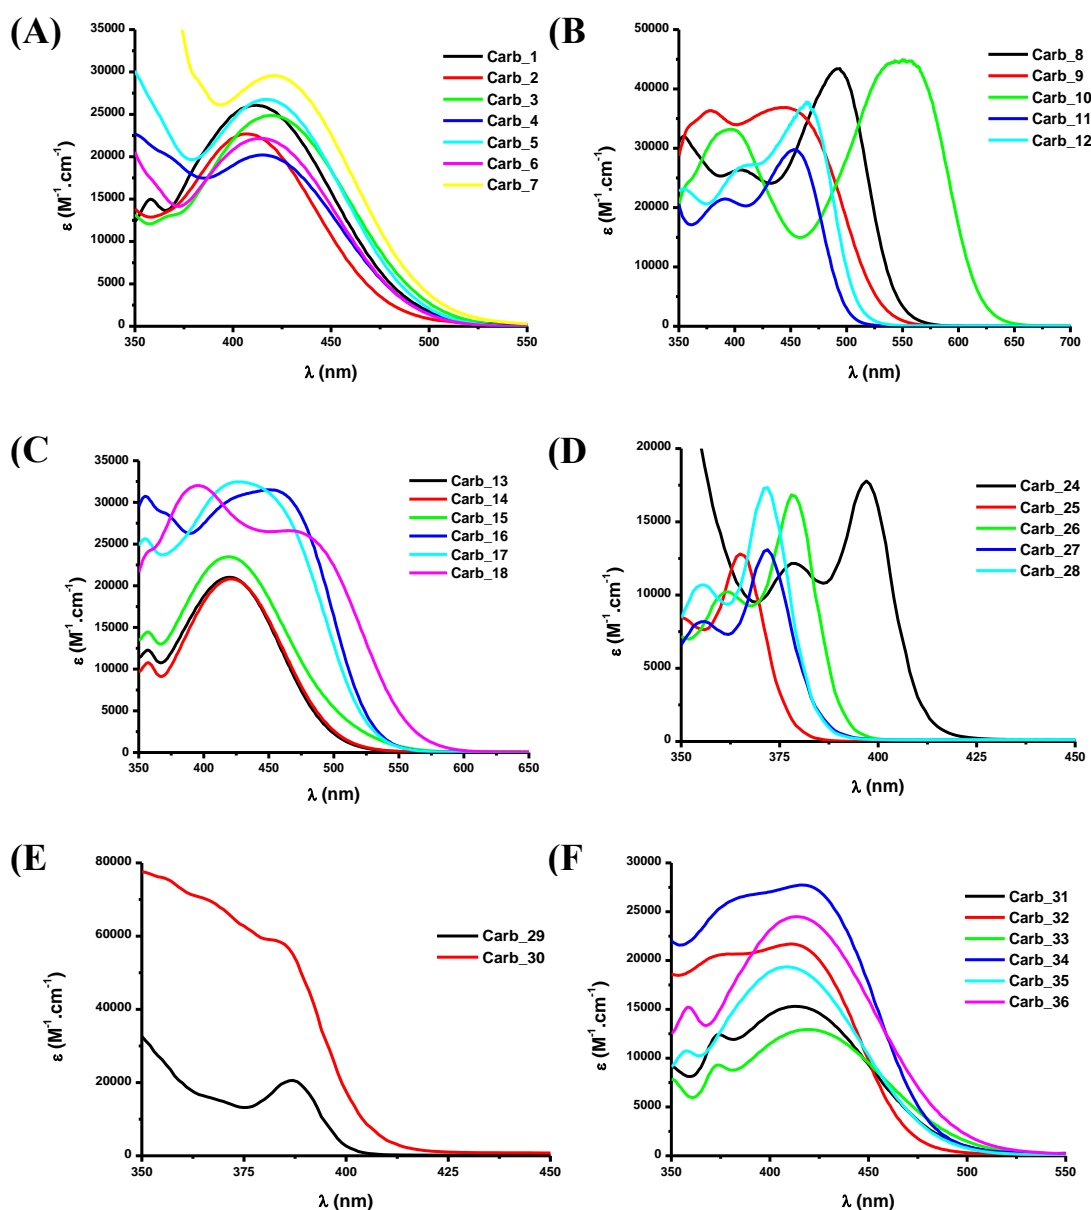 (A)
35000
30000
25000
20000
15000
10000
5000
0
ε (M⁻¹.cm⁻¹)
350 400 450 500 550
λ (nm)
Carb_1
Carb_2
Carb_3
Carb_4
Carb_5
Carb_6
Carb_7
(B)
50000
40000
30000
20000
10000
0
ε (M⁻¹.cm⁻¹)
350 400 450 500 550 600 650 700
λ (nm)
Carb_8
Carb_9
Carb_10
Carb_11
Carb_12
(C
35000
30000
25000
20000
15000
10000
5000
0
ε (M⁻¹.cm⁻¹)
350 400 450 500 550 600 650
λ (nm)
Carb_13
Carb_14
Carb_15
Carb_16
Carb_17
Carb_18
(D
20000
15000
10000
5000
0
ε (M⁻¹.cm⁻¹)
350 375 400 425 450
λ (nm)
Carb_24
Carb_25
Carb_26
Carb_27
Carb_28
(E
80000
60000
40000
20000
0
ε (M⁻¹.cm⁻¹)
350 375 400 425 450
λ (nm)
Carb_29
Carb_30
(F)
30000
25000
20000
15000
10000
5000
0
ε (M⁻¹.cm⁻¹)
350 400 450 500 550
λ (nm)
Carb_31
Carb_32
Carb_33
Carb_34
Carb_35
Carb_36